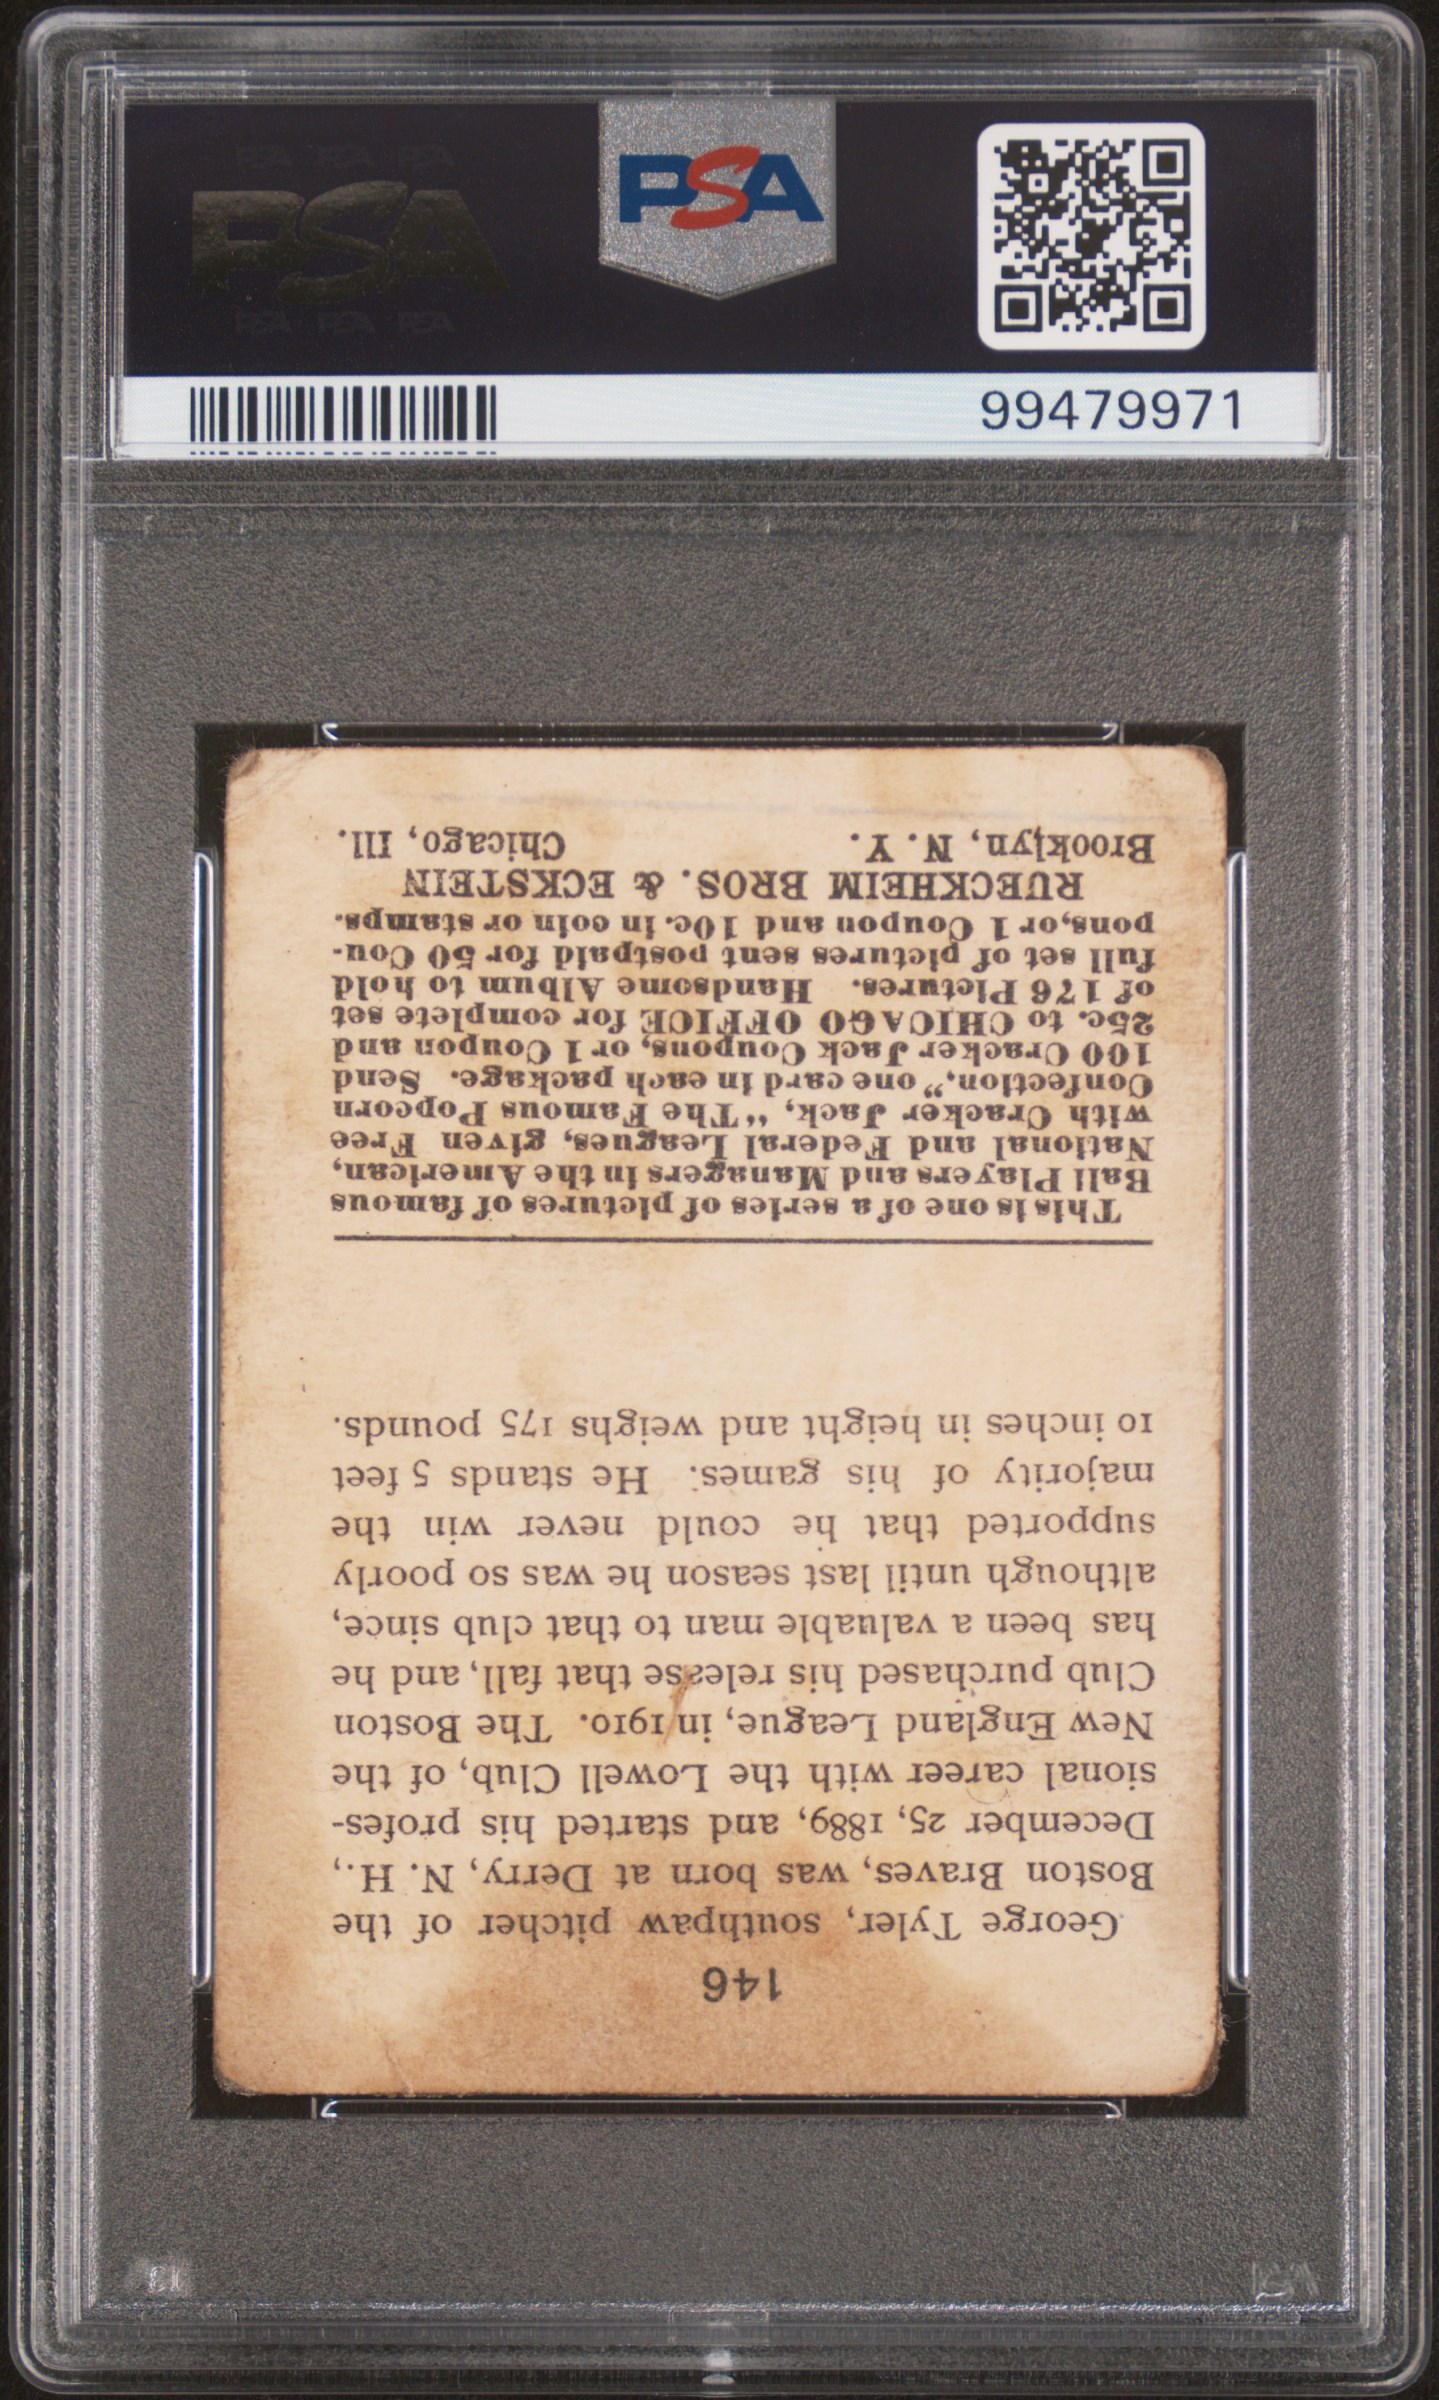 PSA
99479971
146
George Tyler, southpaw pitcher of the
Boston Braves, was born at Derry, N. H.,
December 25, 1889, and started his profes-
sional career with the Lowell Club, of the
New England League, in 1910. The Boston
Club purchased his release that fall, and he
has been a valuable man to that club since,
although until last season he was so poorly
supported that he could never win the
majority of his games. He stands 5 feet
10 inches in height and weighs 175 pounds.
This is one of a series of pictures of famous
Ball Players and Managers in the American,
National and Federal Leagues, given Free
with Cracker Jack, "The Famous Popcorn
Confection," one card in each package. Send
100 Cracker Jack Coupons, or 1 Coupon and
25c. to CHICAGO OFFICE for complete set
of 176 Pictures. Handsome Album to hold
full set of pictures sent postpaid for 50 Cou-
pons, or 1 Coupon and 10c. in coin or stamps.
RUECKHEIM BROS. & ECKSTEIN
Brooklyn, N. Y. Chicago, Ill.
PSA PSA PSA
PSA
PSA PSA PSA